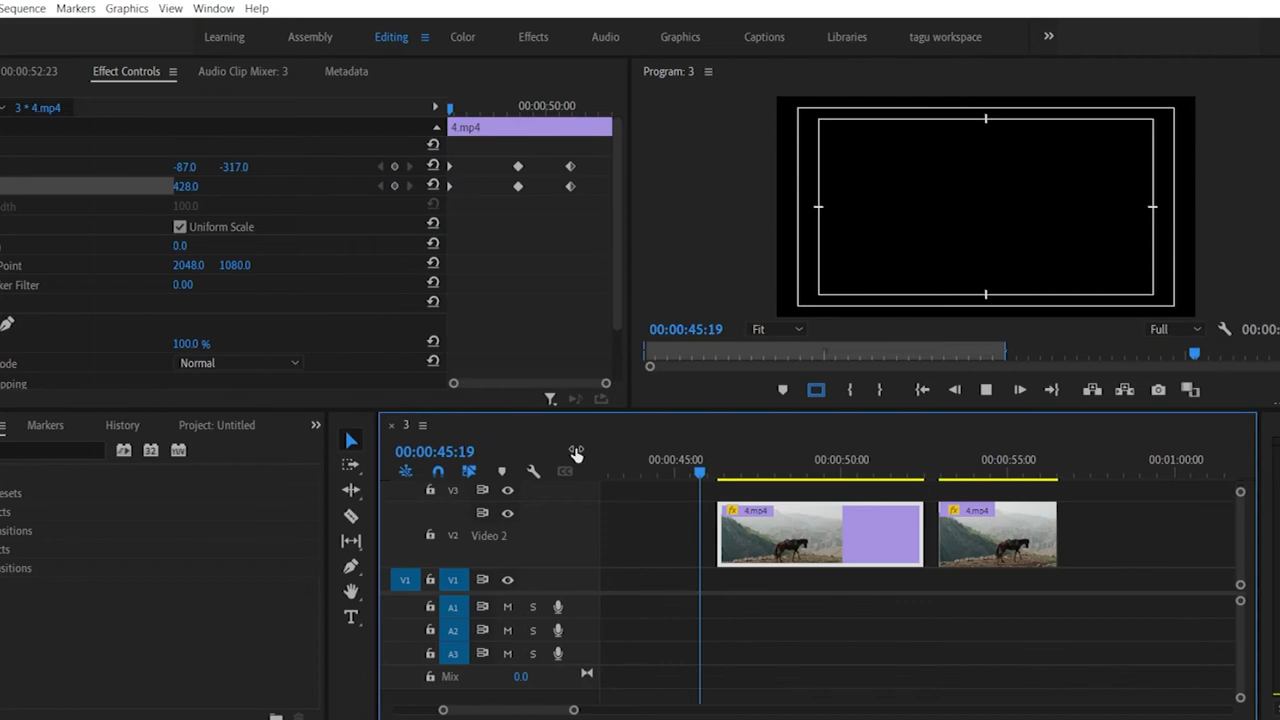 Sequence Markers Graphics View Window Help
Learning Assembly Editing Color Effects Audio Graphics Captions Libraries tagu workspace
00:00:52:23 Effect Controls Audio Clip Mixer: 3 Metadata
Program: 3
3 * 4.mp4 00:00:50:00
4.mp4
-87.0 -317.0
428.0
100.0
Uniform Scale
0.0
Point 2048.0 1080.0
ker Filter 0.00
100.0 %
ode Normal
pping
00:00:45:19 Fit Full 00:00:
Markers History Project: Untitled
3
00:00:45:19
00:00:45:00 00:00:50:00 00:00:55:00 00:01:00:00
V3
V2 Video 2
4.mp4 4.mp4
V1 V1
A1 M S
A2 M S
A3 M S
Mix 0.0
esets
cts
nsitions
cts
nsitions
fx
fx
T